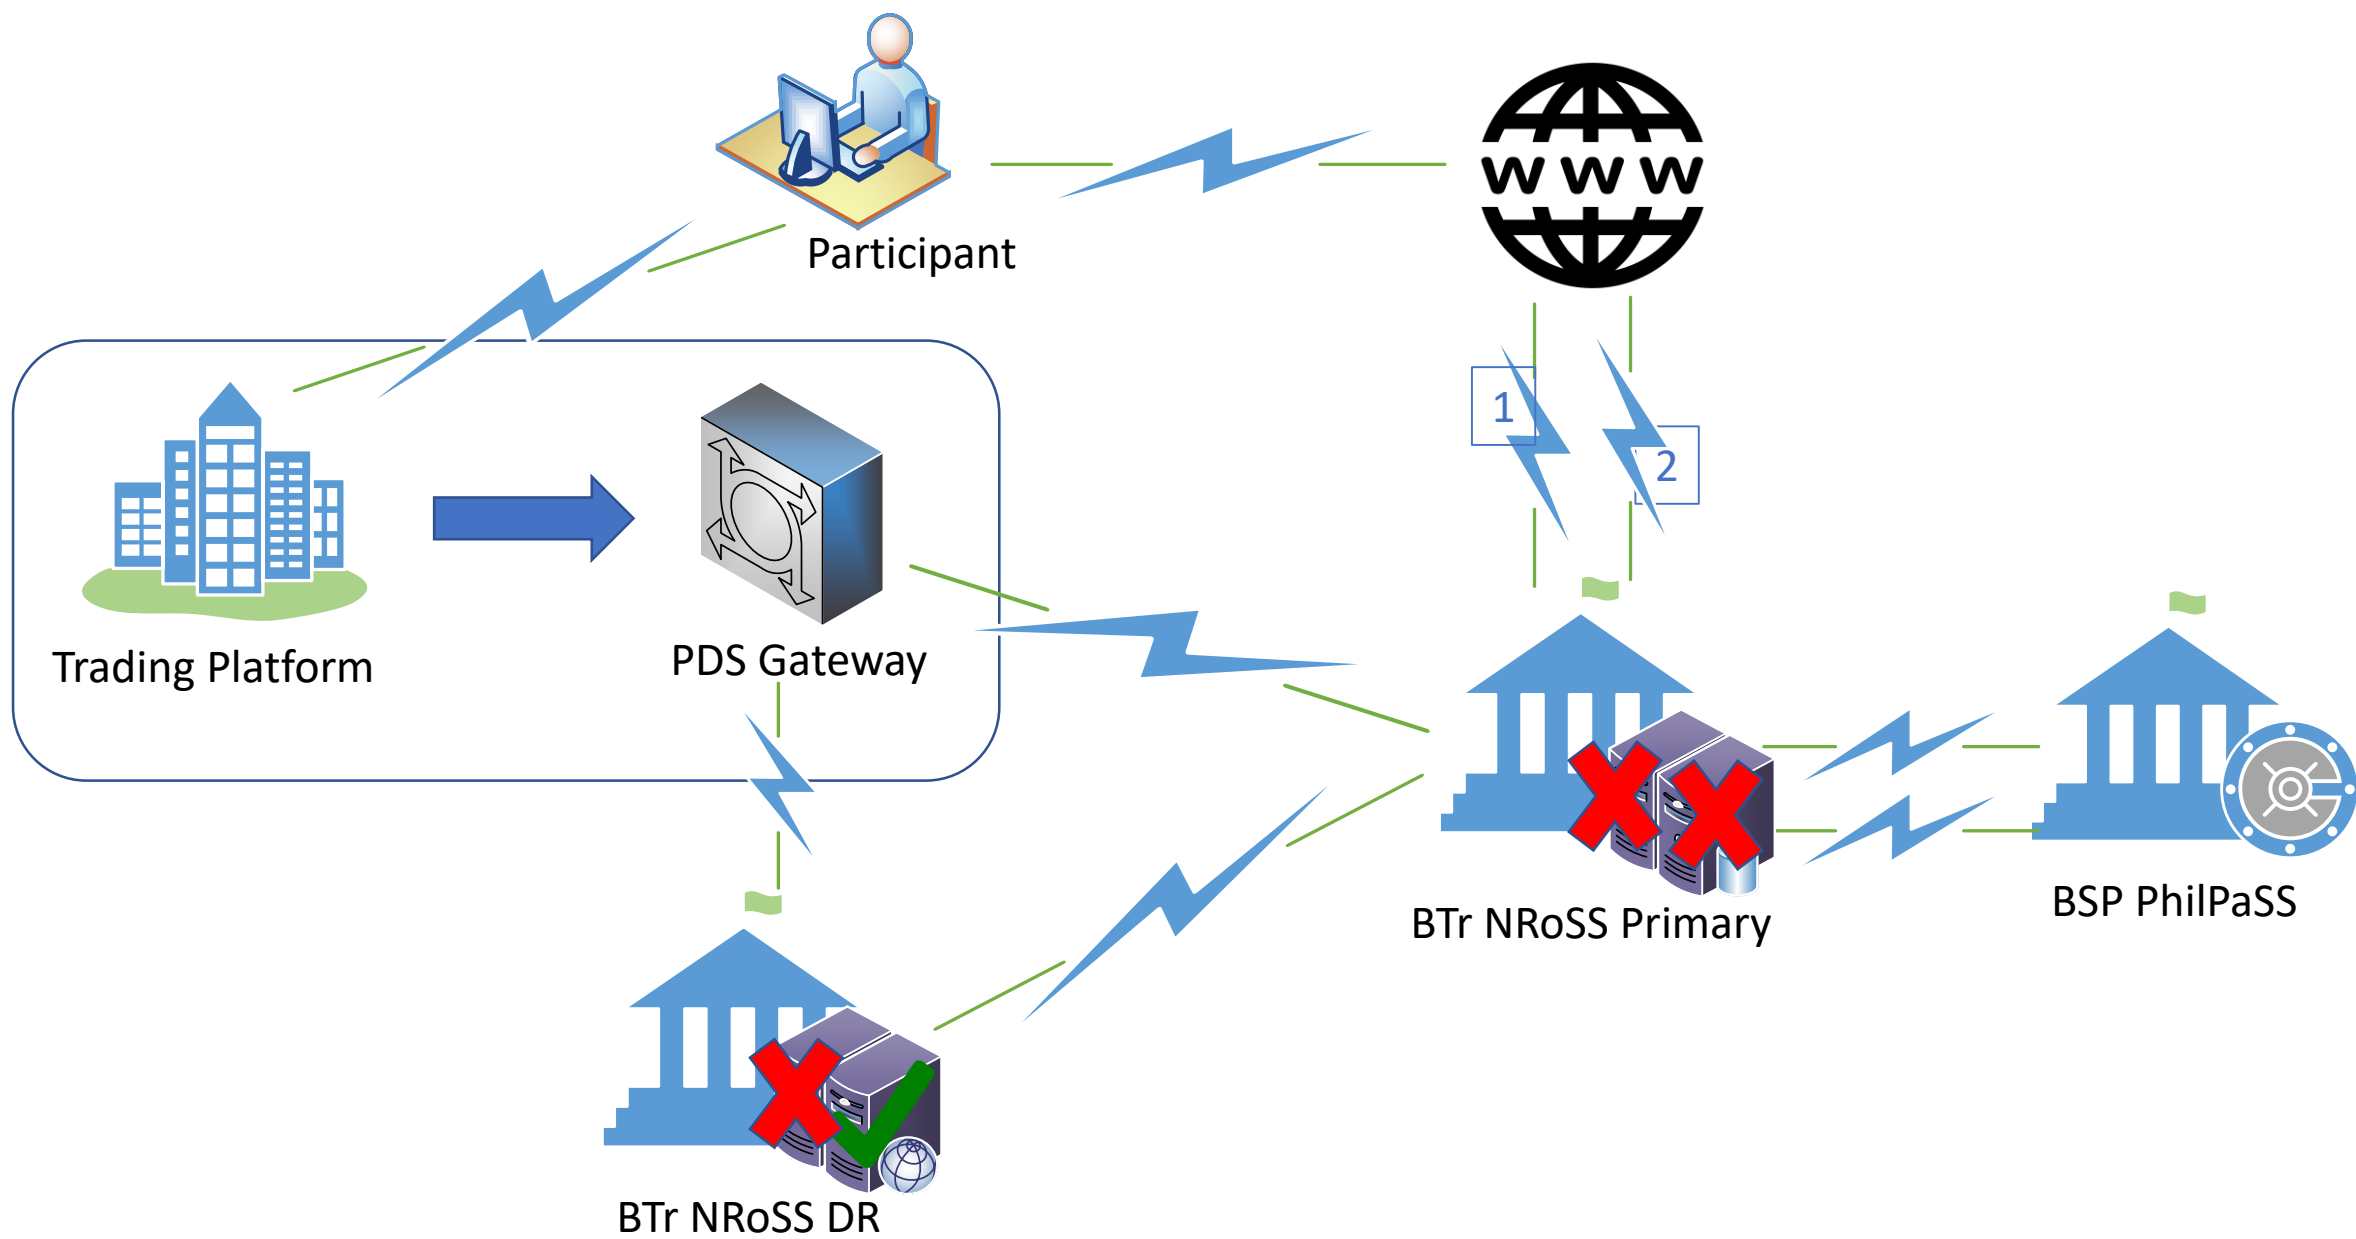 Participant
www
1
2
Trading Platform
PDS Gateway
BTr NRoSS Primary
BSP PhilPaSS
BTr NRoSS DR